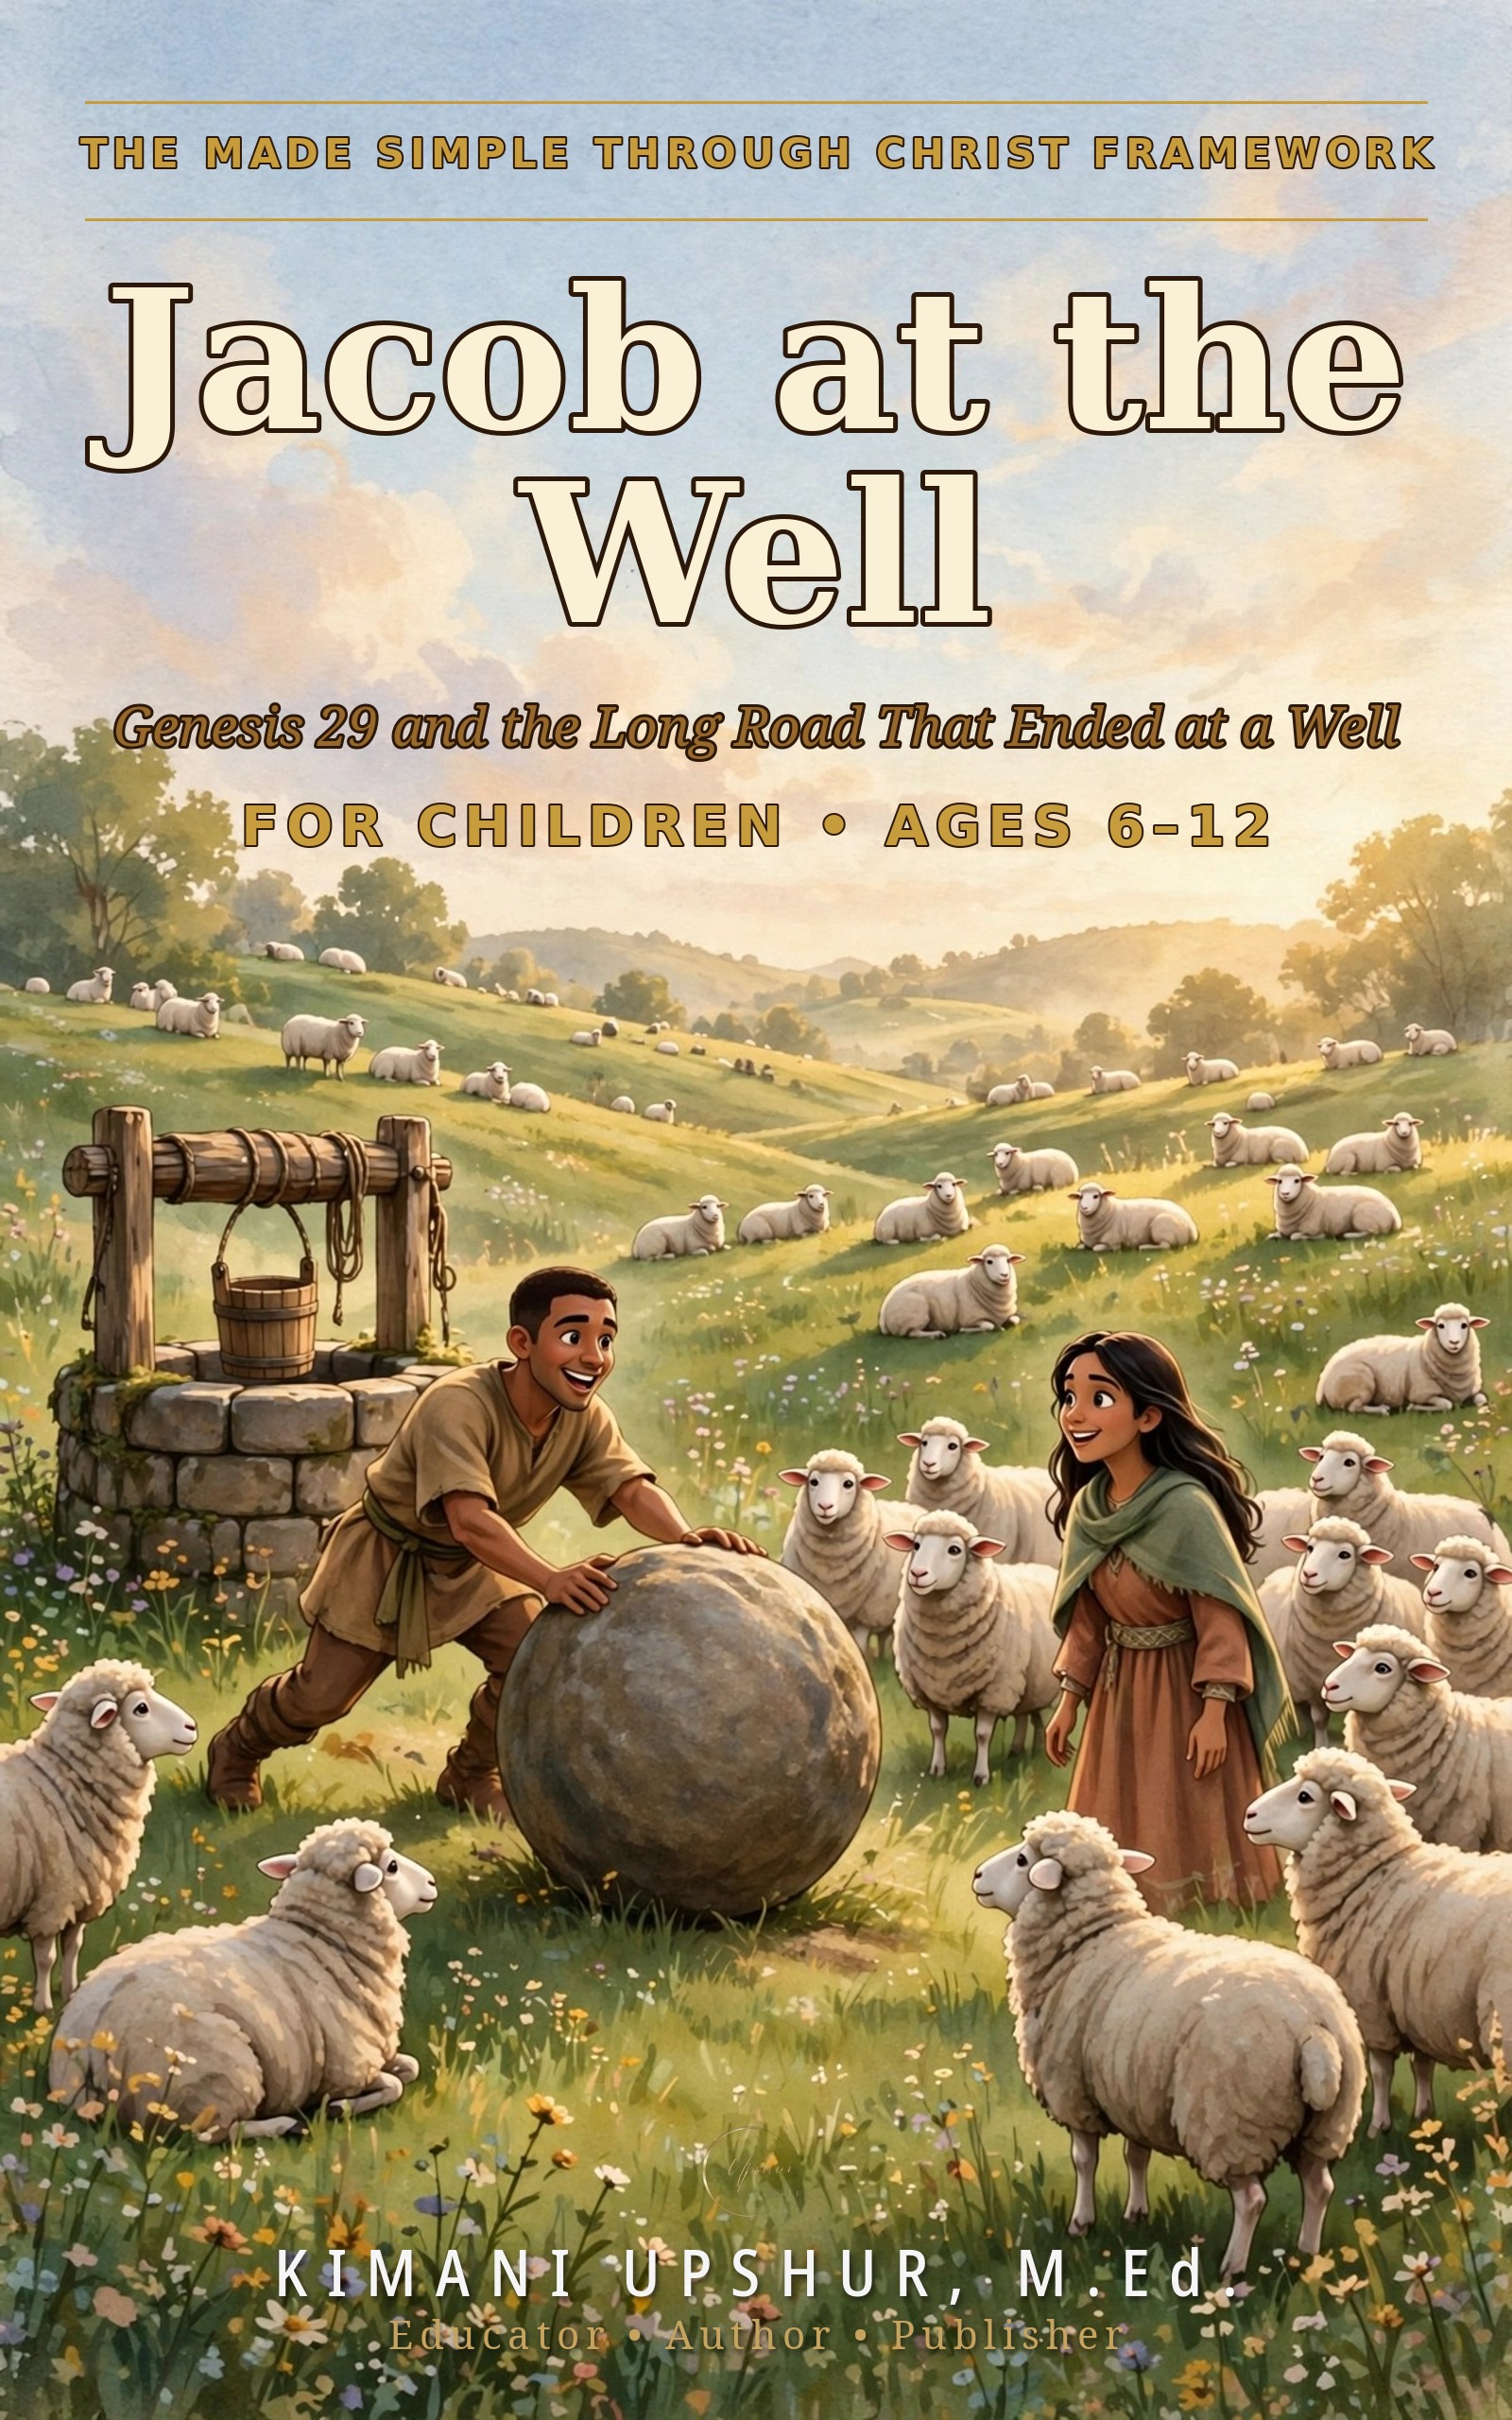 THE MADE SIMPLE THROUGH CHRIST FRAMEWORK
Jacob at the
Well
Genesis 29 and the Long Road That Ended at a Well
FOR CHILDREN • AGES 6–12
KIMANI UPSHUR, M.Ed.
Educator • Author • Publisher